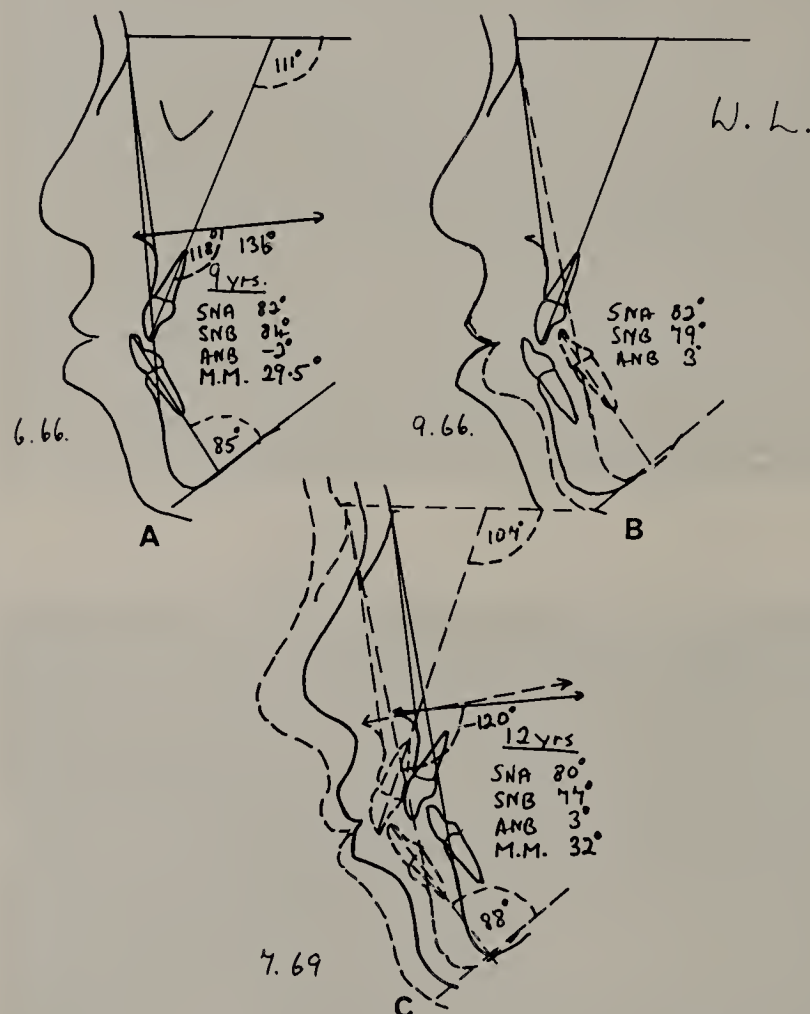 111°
W. L.
118° 136°
9 yrs.
SNA 82°
SNB 84°
ANB -2°
M.M. 29.5°
6.66.
85°
A
SNA 82°
SNB 79°
ANB 3°
9.66.
B
104°
120°
12 yrs
SNA 80°
SNB 77°
ANB 3°
M.M. 32°
88°
7.69
C